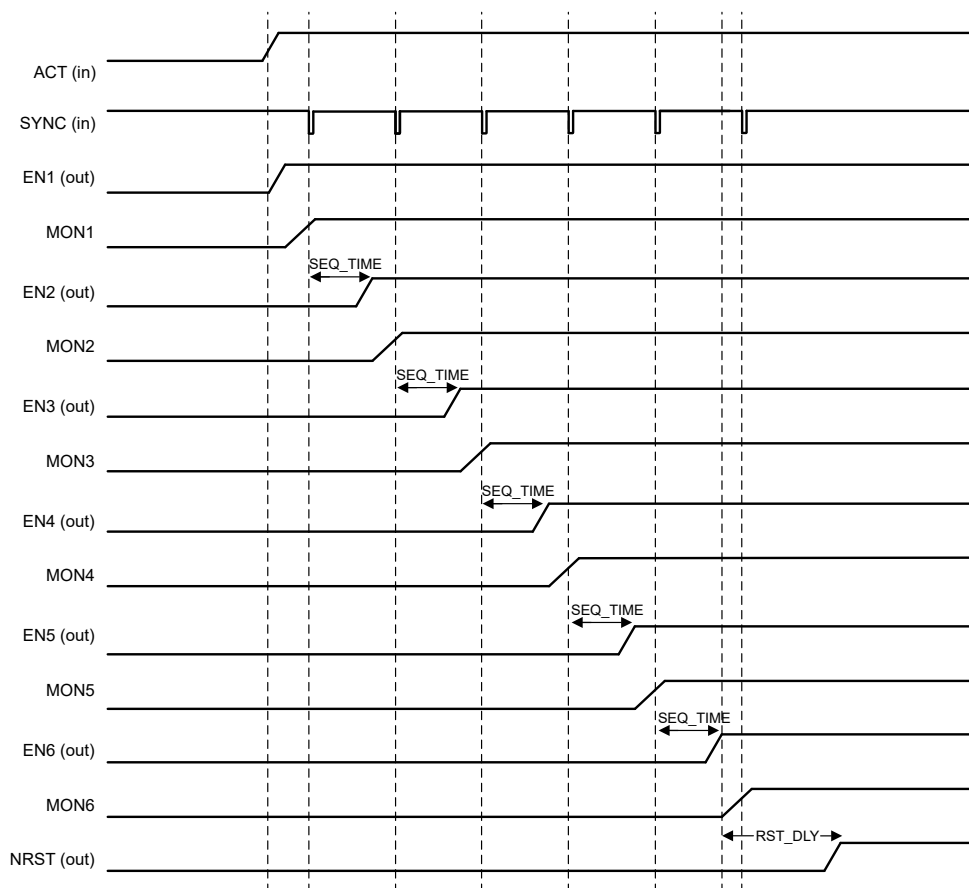 ACT (in)
SYNC (in)
EN1 (out)
MON1
SEQ_TIME
EN2 (out)
MON2
SEQ_TIME
EN3 (out)
MON3
SEQ_TIME
EN4 (out)
MON4
SEQ_TIME
EN5 (out)
MON5
SEQ_TIME
EN6 (out)
MON6
RST_DLY
NRST (out)